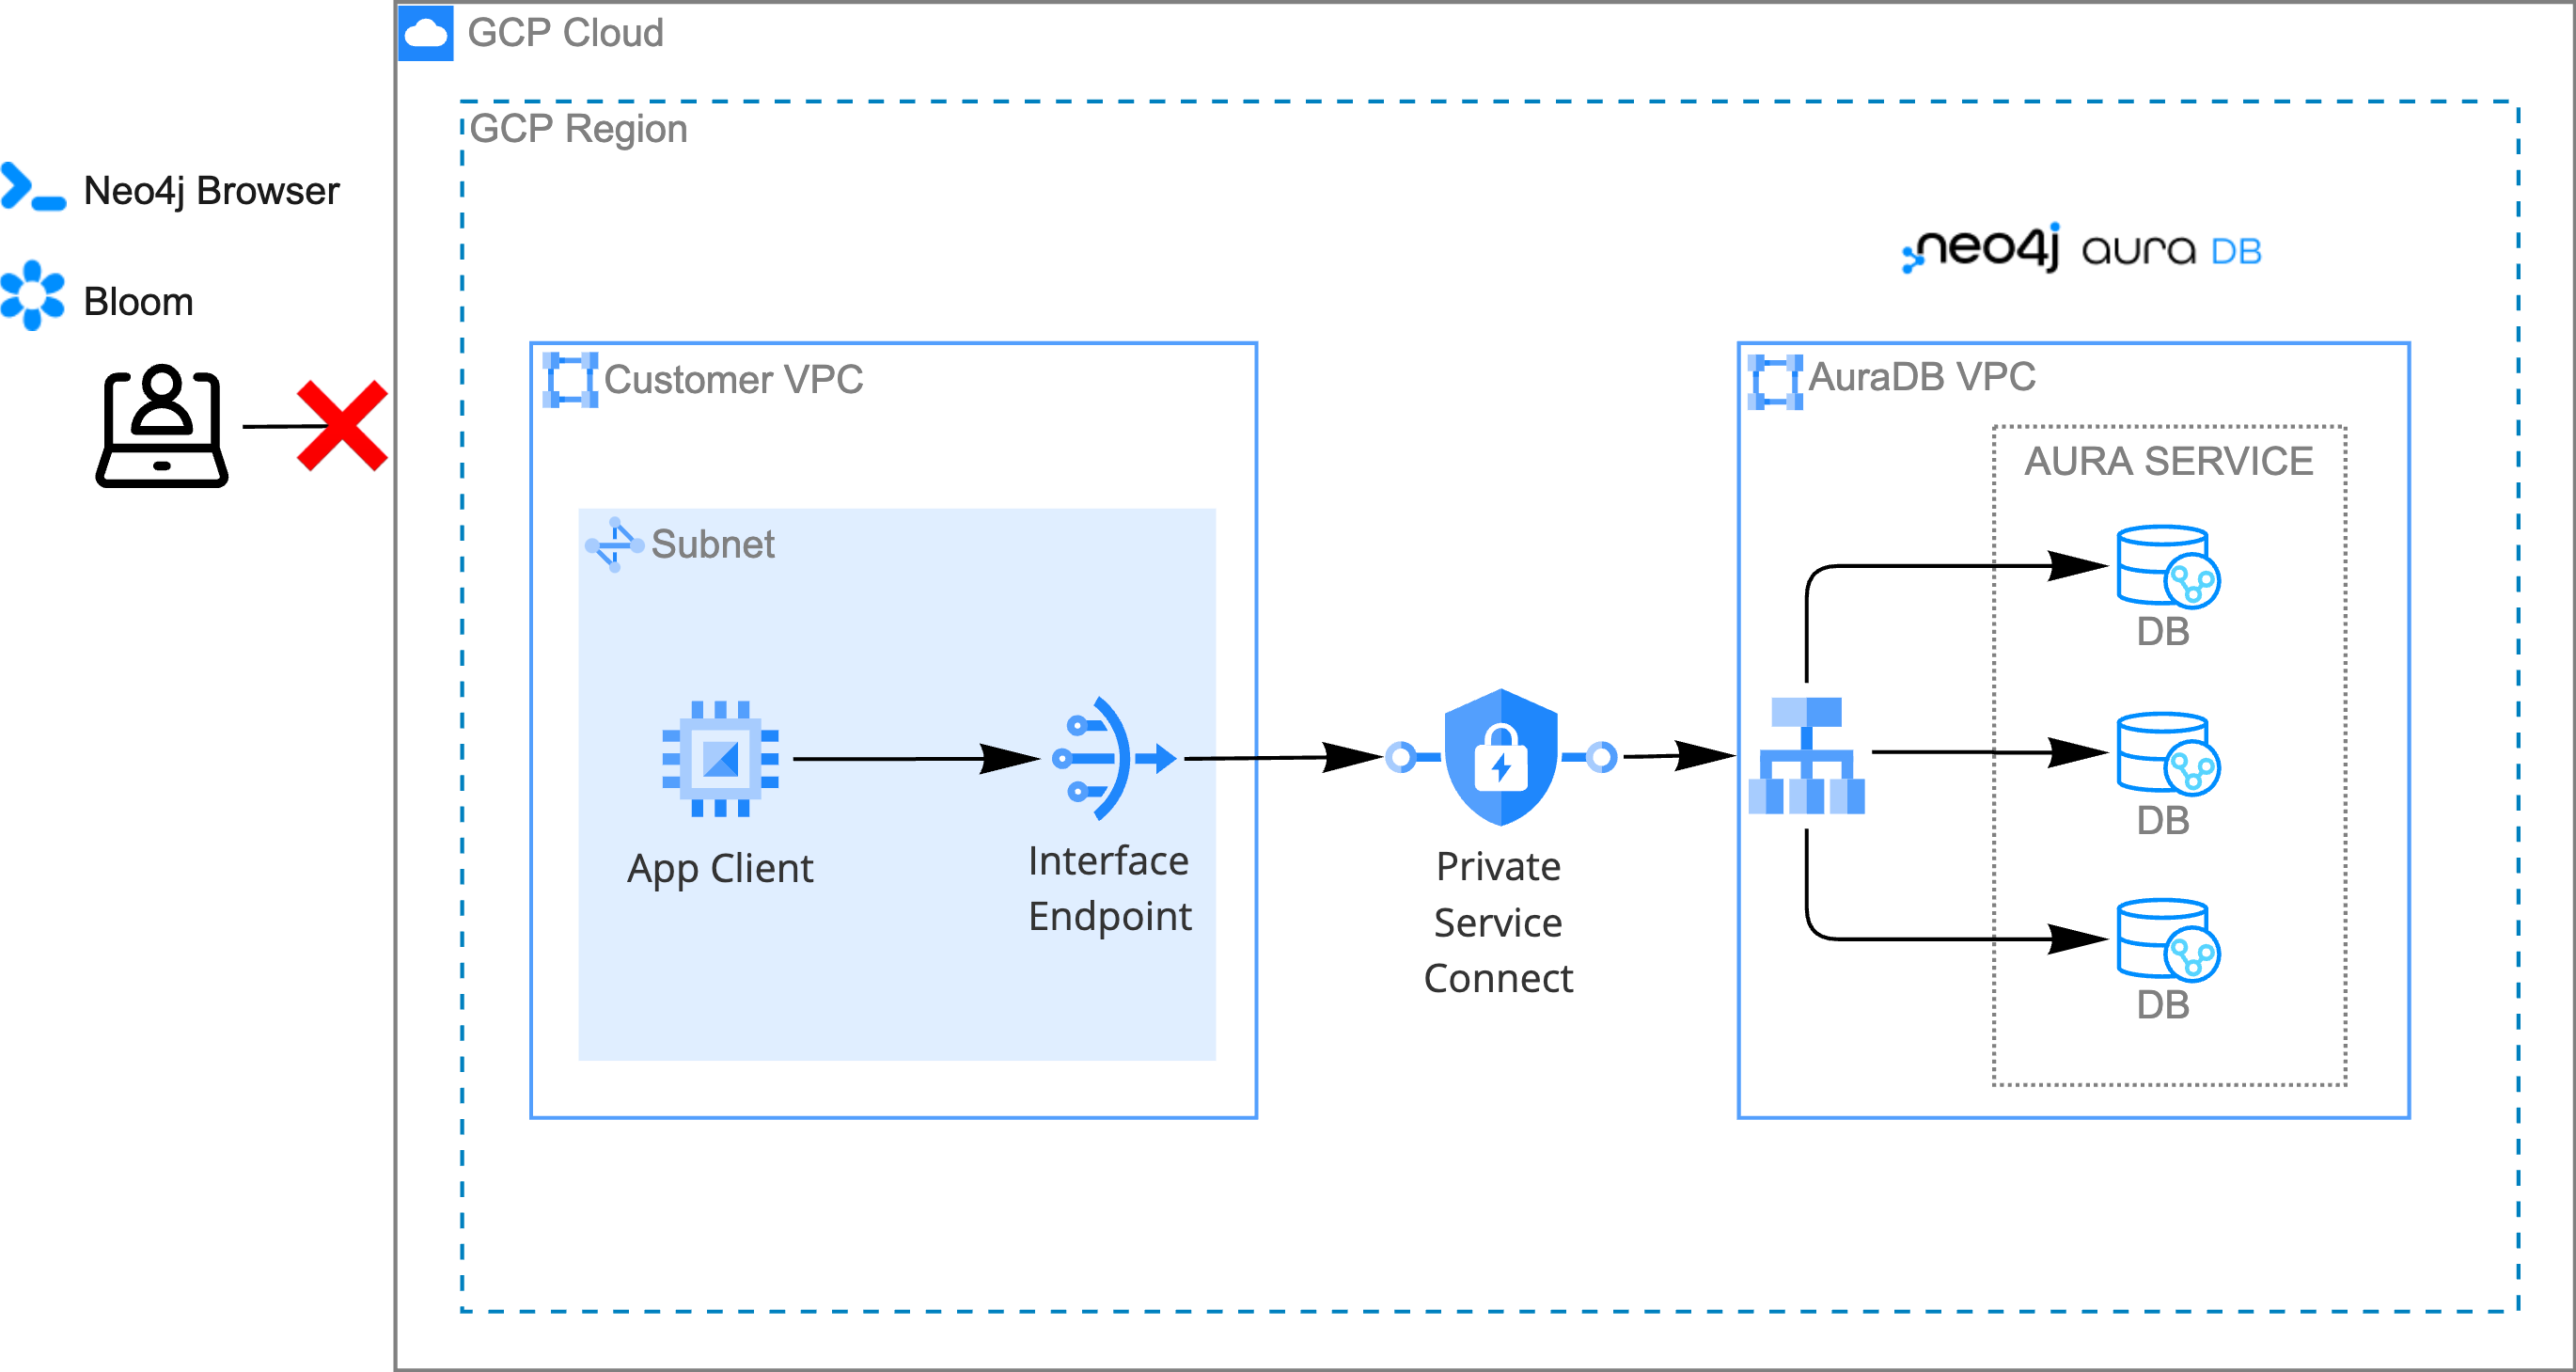 GCP Cloud
GCP Region
Neo4j Browser
Bloom
neo4j aura DB
Customer VPC
Subnet
App Client
Interface
Endpoint
Private
Service
Connect
AuraDB VPC
AURA SERVICE
DB
DB
DB